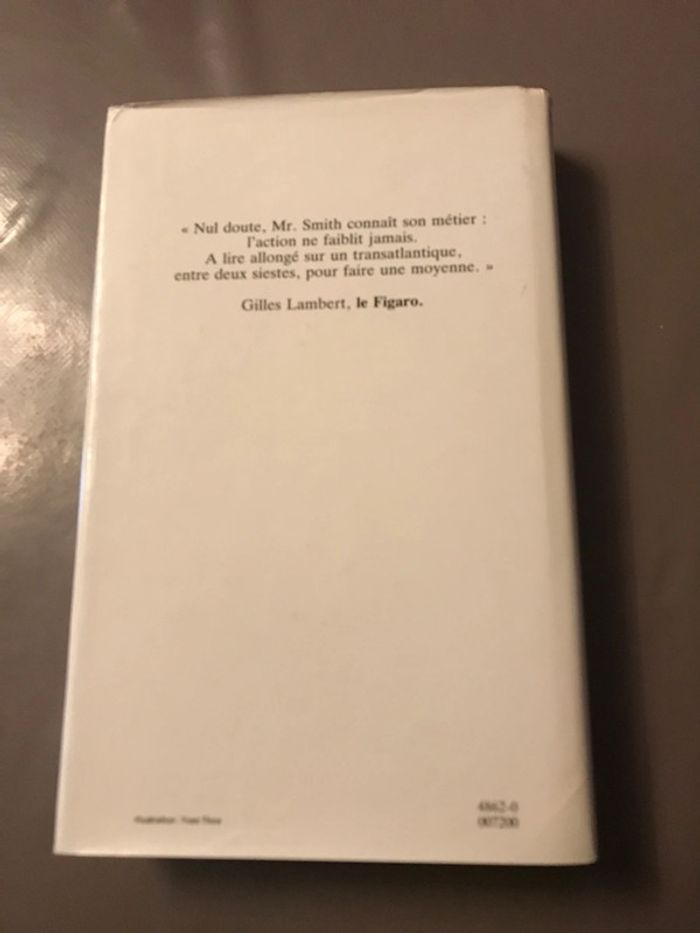 « Nul doute, Mr. Smith connaît son métier :
l'action ne faiblit jamais.
A lire allongé sur un transatlantique,
entre deux siestes, pour faire une moyenne. »
Gilles Lambert, le Figaro.
4862-0
007200
Illustration :